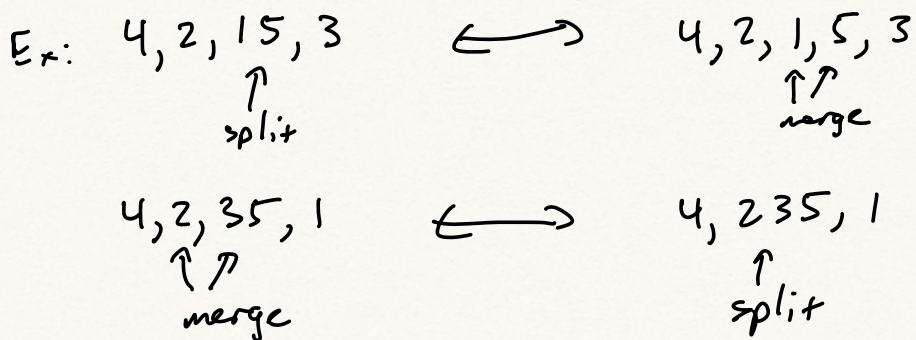 Ex: 4, 2, 15, 3 ⟷ 4, 2, 1, 5, 3
↑ ↑ ↑
split merge
4, 2, 35, 1 ⟷ 4, 235, 1
↑ ↑ ↑
merge split